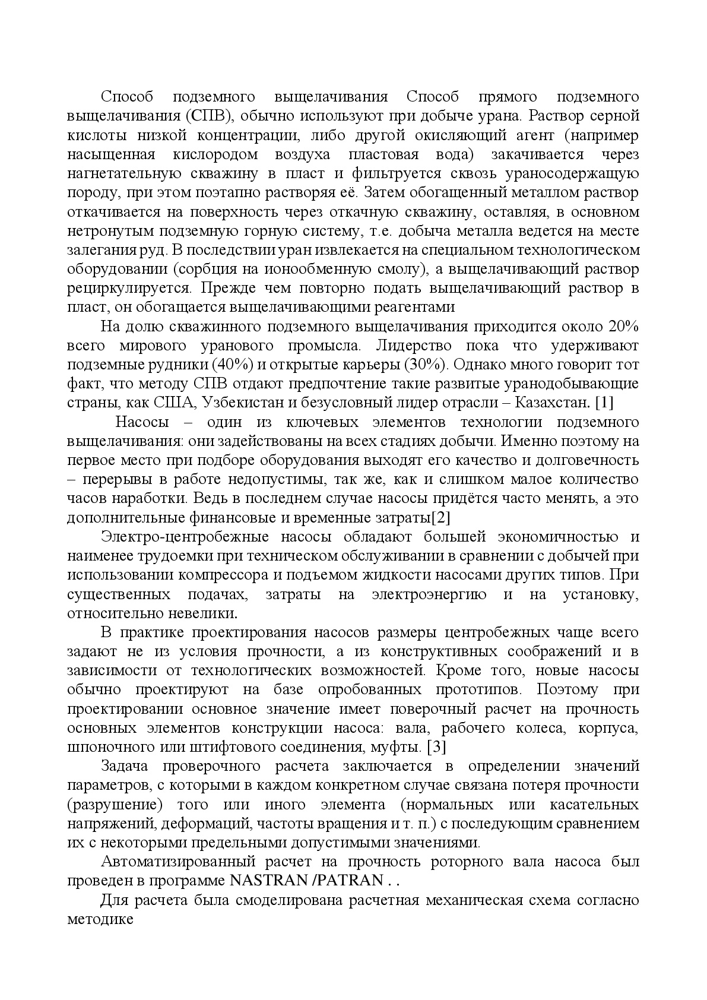 Способ подземного выщелачивания Способ прямого подземного
выщелачивания (СПВ), обычно используют при добыче урана. Раствор серной
кислоты низкой концентрации, либо другой окисляющий агент (например
насыщенная кислородом воздуха пластовая вода) закачивается через
нагнетательную скважину в пласт и фильтруется сквозь ураносодержащую
породу, при этом поэтапно растворяя её. Затем обогащенный металлом раствор
откачивается на поверхность через откачную скважину, оставляя, в основном
нетронутым подземную горную систему, т.е. добыча металла ведется на месте
залегания руд. В последствии уран извлекается на специальном технологическом
оборудовании (сорбция на ионообменную смолу), а выщелачивающий раствор
рециркулируется. Прежде чем повторно подать выщелачивающий раствор в
пласт, он обогащается выщелачивающими реагентами
На долю скважинного подземного выщелачивания приходится около 20%
всего мирового уранового промысла. Лидерство пока что удерживают
подземные рудники (40%) и открытые карьеры (30%). Однако много говорит тот
факт, что методу СПВ отдают предпочтение такие развитые уранодобывающие
страны, как США, Узбекистан и безусловный лидер отрасли – Казахстан. [1]
Насосы – один из ключевых элементов технологии подземного
выщелачивания: они задействованы на всех стадиях добычи. Именно поэтому на
первое место при подборе оборудования выходят его качество и долговечность
– перерывы в работе недопустимы, так же, как и слишком малое количество
часов наработки. Ведь в последнем случае насосы придётся часто менять, а это
дополнительные финансовые и временные затраты[2]
Электро-центробежные насосы обладают большей экономичностью и
наименее трудоемки при техническом обслуживании в сравнении с добычей при
использовании компрессора и подъемом жидкости насосами других типов. При
существенных подачах, затраты на электроэнергию и на установку,
относительно невелики.
В практике проектирования насосов размеры центробежных чаще всего
задают не из условия прочности, а из конструктивных соображений и в
зависимости от технологических возможностей. Кроме того, новые насосы
обычно проектируют на базе опробованных прототипов. Поэтому при
проектировании основное значение имеет поверочный расчет на прочность
основных элементов конструкции насоса: вала, рабочего колеса, корпуса,
шпоночного или штифтового соединения, муфты. [3]
Задача проверочного расчета заключается в определении значений
параметров, с которыми в каждом конкретном случае связана потеря прочности
(разрушение) того или иного элемента (нормальных или касательных
напряжений, деформаций, частоты вращения и т. п.) с последующим сравнением
их с некоторыми предельными допустимыми значениями.
Автоматизированный расчет на прочность роторного вала насоса был
проведен в программе NASTRAN /PATRAN . .
Для расчета была смоделирована расчетная механическая схема согласно
методике